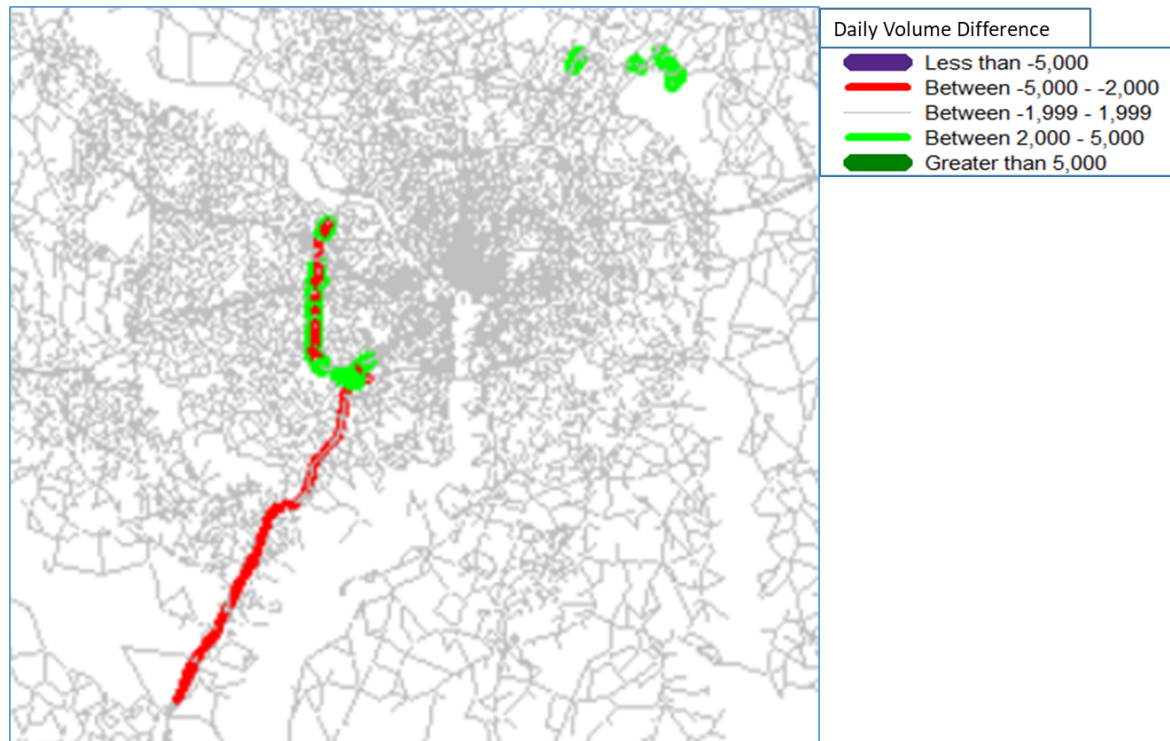 Daily Volume Difference
Less than -5,000
Between -5,000 - -2,000
Between -1,999 - 1,999
Between 2,000 - 5,000
Greater than 5,000